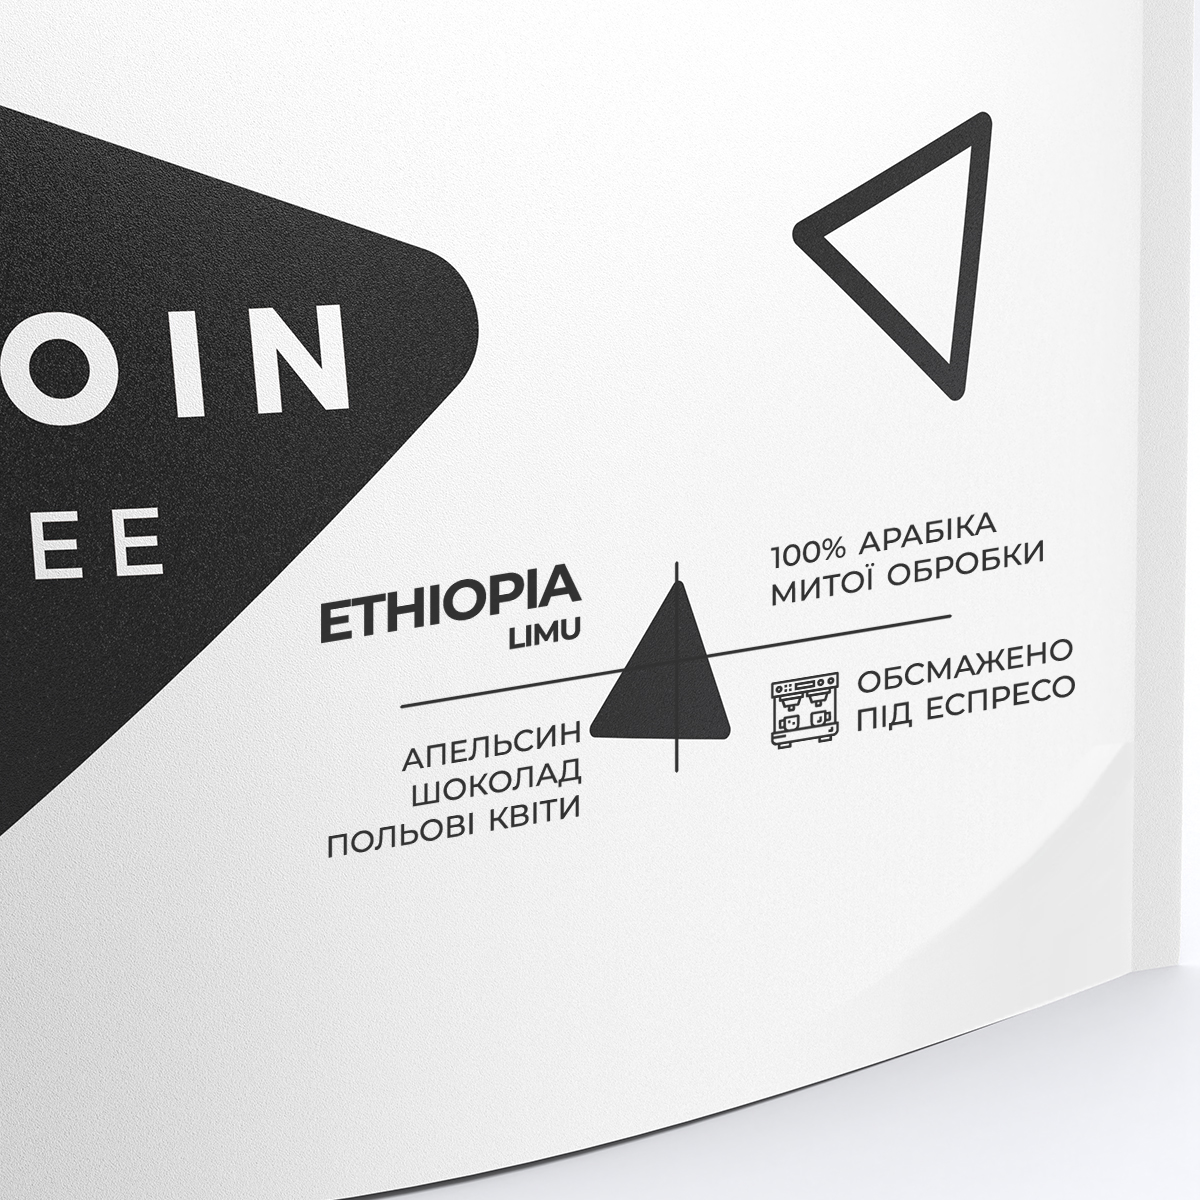 OIN
EE
ETHIOPIA
LIMU
100% АРАБІКА
МИТОЇ ОБРОБКИ
АПЕЛЬСИН
ШОКОЛАД
ПОЛЬОВІ КВІТИ
ОБСМАЖЕНО
ПІД ЕСПРЕСО